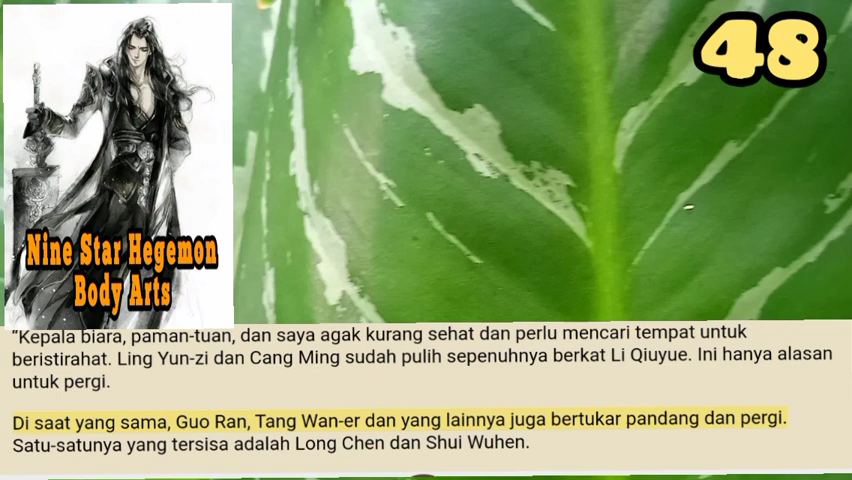 48
Nine Star Hegemon
Body Arts
"Kepala biara, paman-tuan, dan saya agak kurang sehat dan perlu mencari tempat untuk
beristirahat. Ling Yun-zi dan Cang Ming sudah pulih sepenuhnya berkat Li Qiuyue. Ini hanya alasan
untuk pergi.
Di saat yang sama, Guo Ran, Tang Wan-er dan yang lainnya juga bertukar pandang dan pergi.
Satu-satunya yang tersisa adalah Long Chen dan Shui Wuhen.